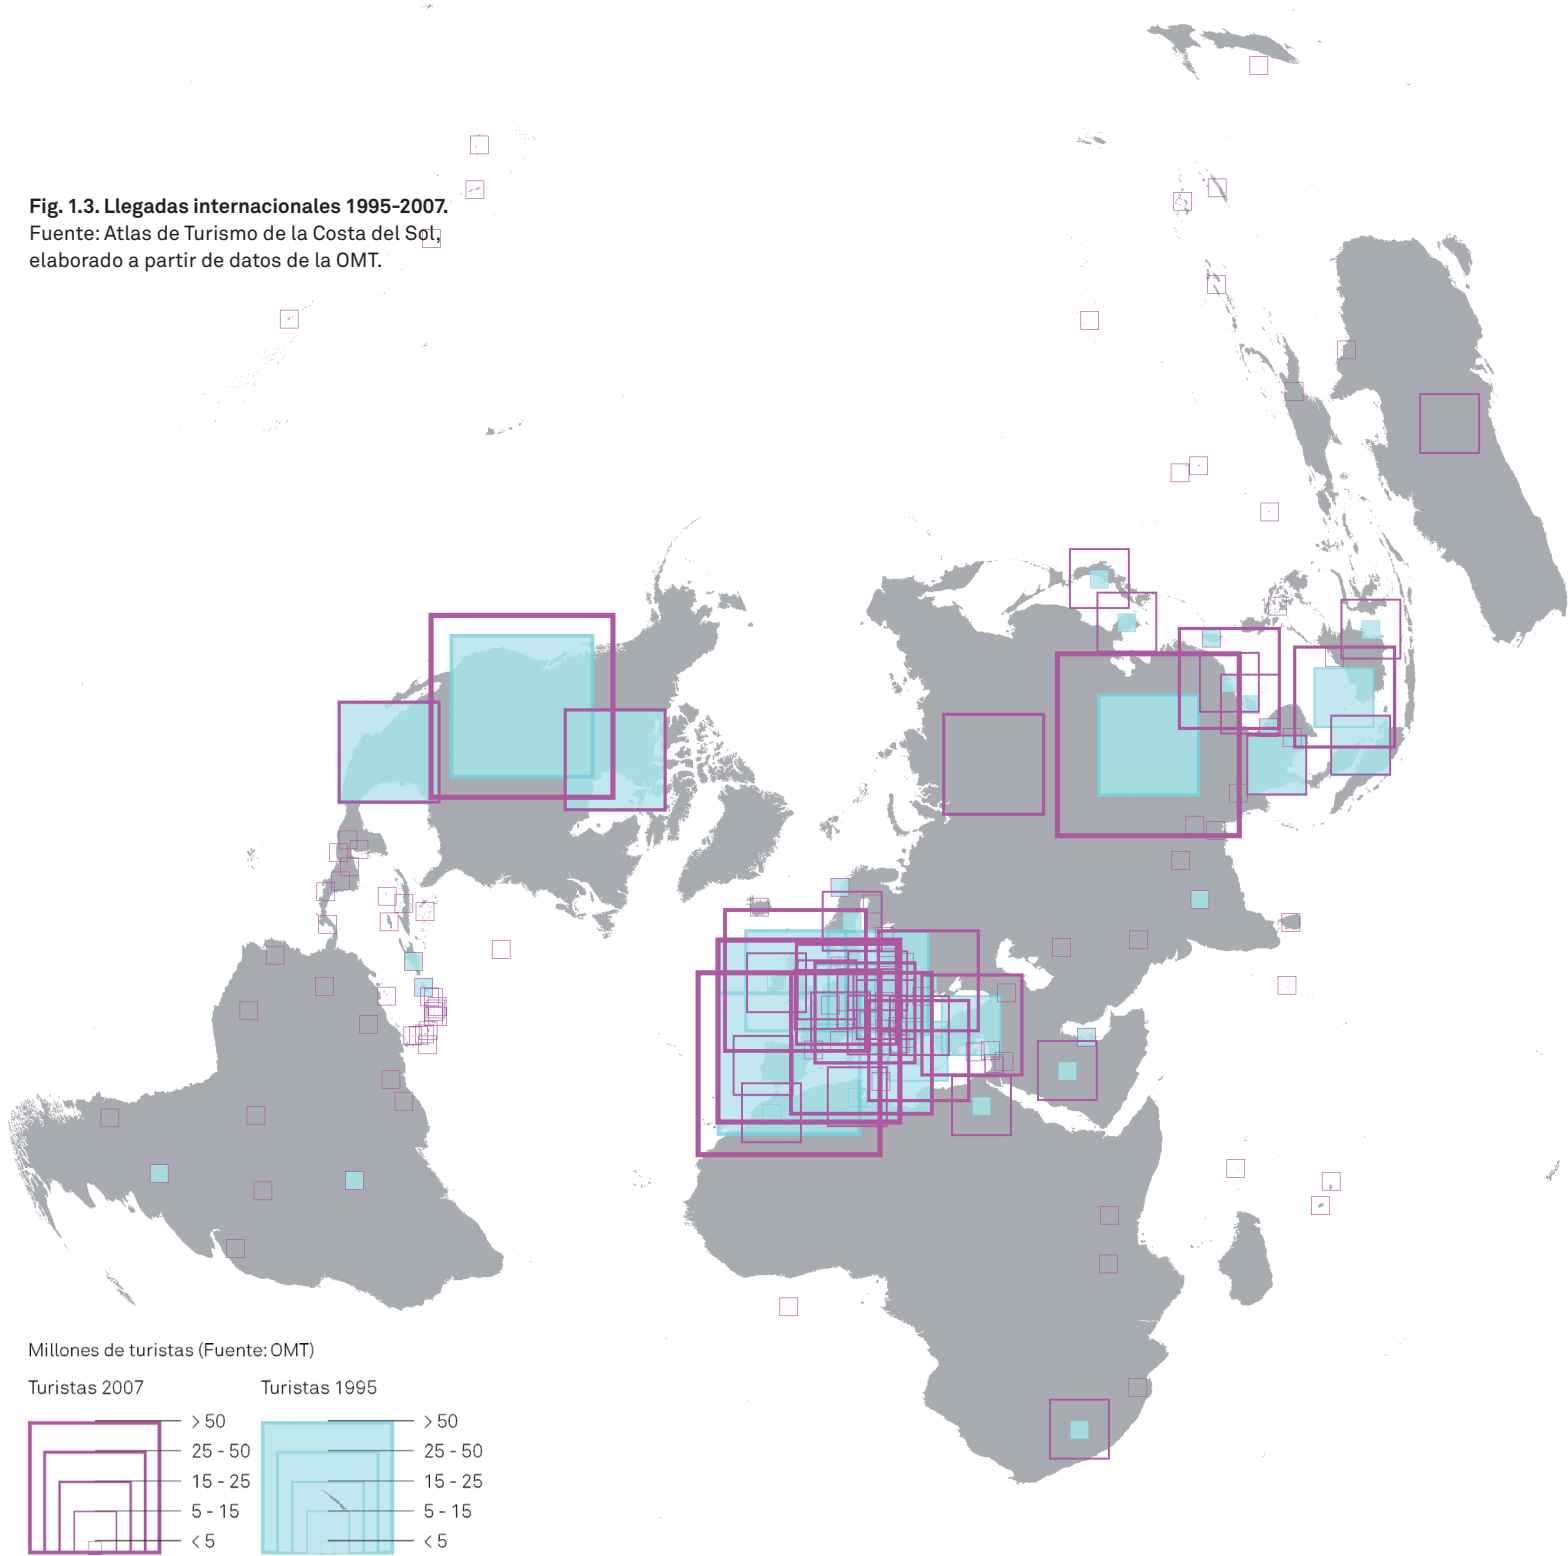 Fig. 1.3. Llegadas internacionales 1995-2007.
Fuente: Atlas de Turismo de la Costa del Sol,
elaborado a partir de datos de la OMT.
Millones de turistas (Fuente: OMT)
Turistas 2007
> 50
25 - 50
15 - 25
5 - 15
< 5
Turistas 1995
> 50
25 - 50
15 - 25
5 - 15
< 5